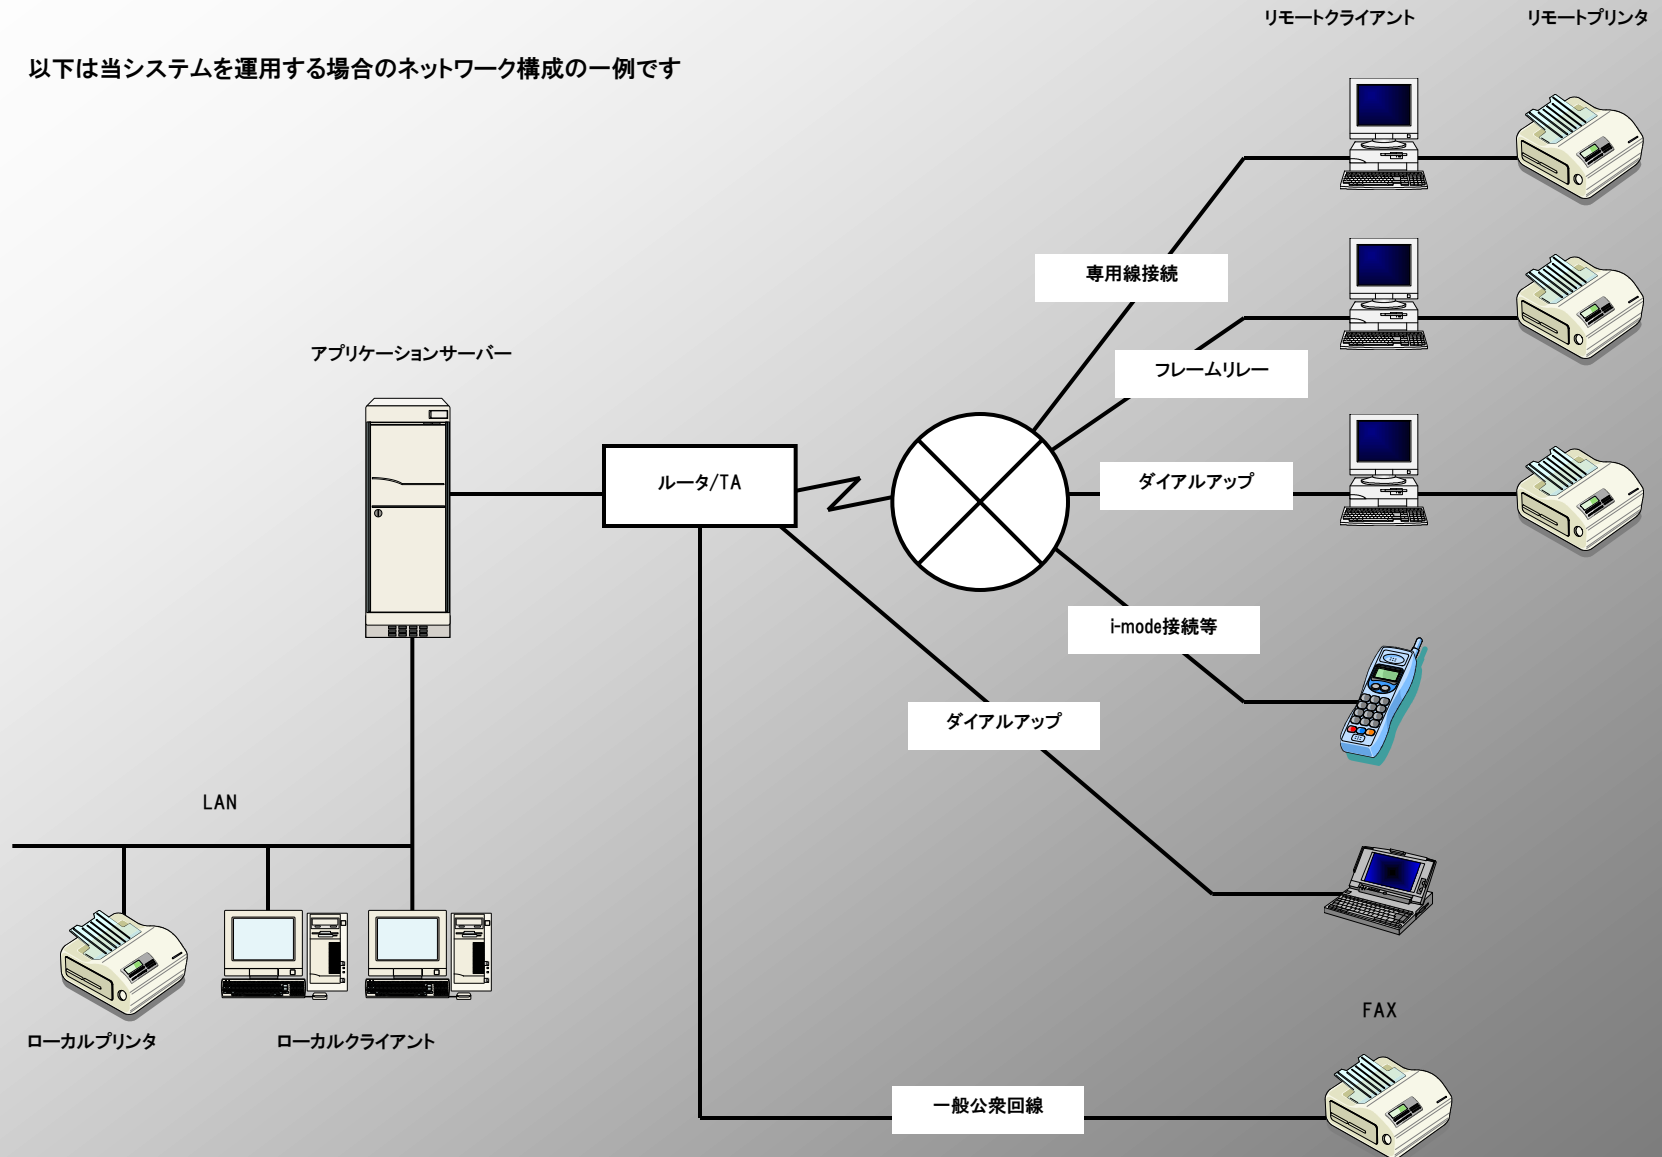 リモートクライアント
リモートプリンタ
以下は当システムを運用する場合のネットワーク構成の一例です
専用線接続
アプリケーションサーバー
フレームリレー
ルータ/TA
ダイアルアップ
i-mode接続等
ダイアルアップ
LAN
FAX
ローカルプリンタ
ローカルクライアント
一般公衆回線